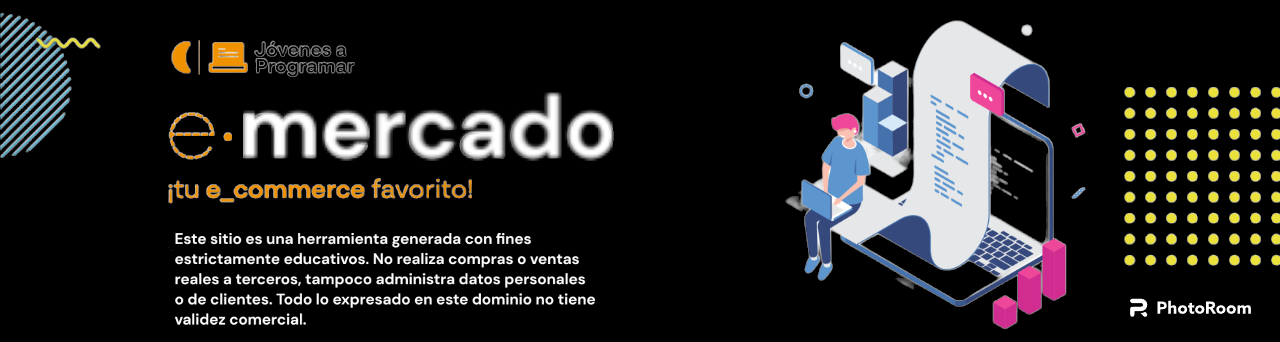 Jóvenes a
Programar
e·mercado
¡tu e_commerce favorito!
Este sitio es una herramienta generada con fines
estrictamente educativos. No realiza compras o ventas
reales a terceros, tampoco administra datos personales
o de clientes. Todo lo expresado en este dominio no tiene
validez comercial.
PhotoRoom